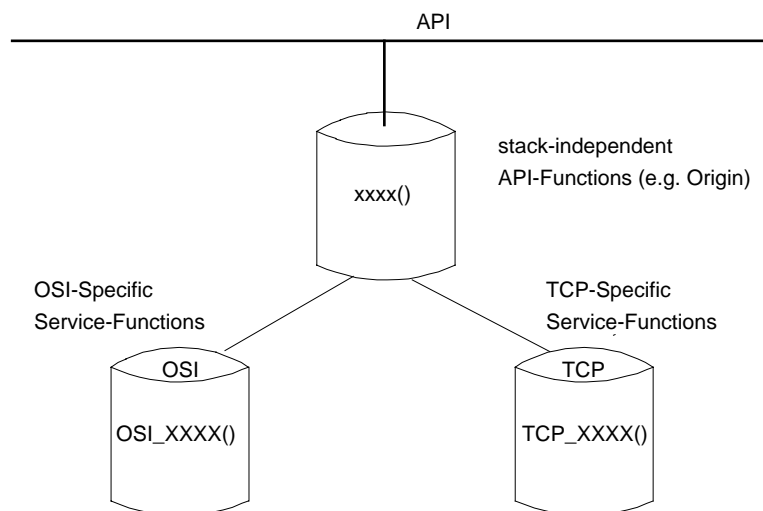 API
stack-independent
API-Functions (e.g. Origin)
xxxx()
OSI-Specific
Service-Functions
TCP-Specific
Service-Functions
OSI
TCP
OSI_XXXX()
TCP_XXXX()